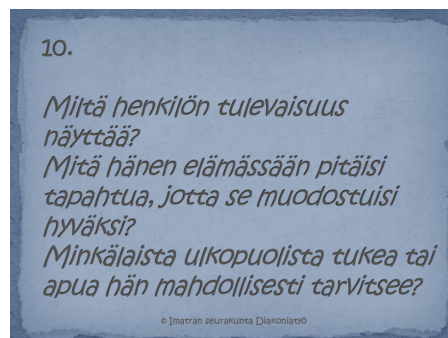 10.
Miltä henkilön tulevaisuus
näyttää?
Mitä hänen elämässään pitäisi
tapahtua, jotta se muodostuisi
hyväksi?
Minkälaista ulkopuolista tukea tai
apua hän mahdollisesti tarvitsee?
© Imatran seurakunta Diakoniatyö